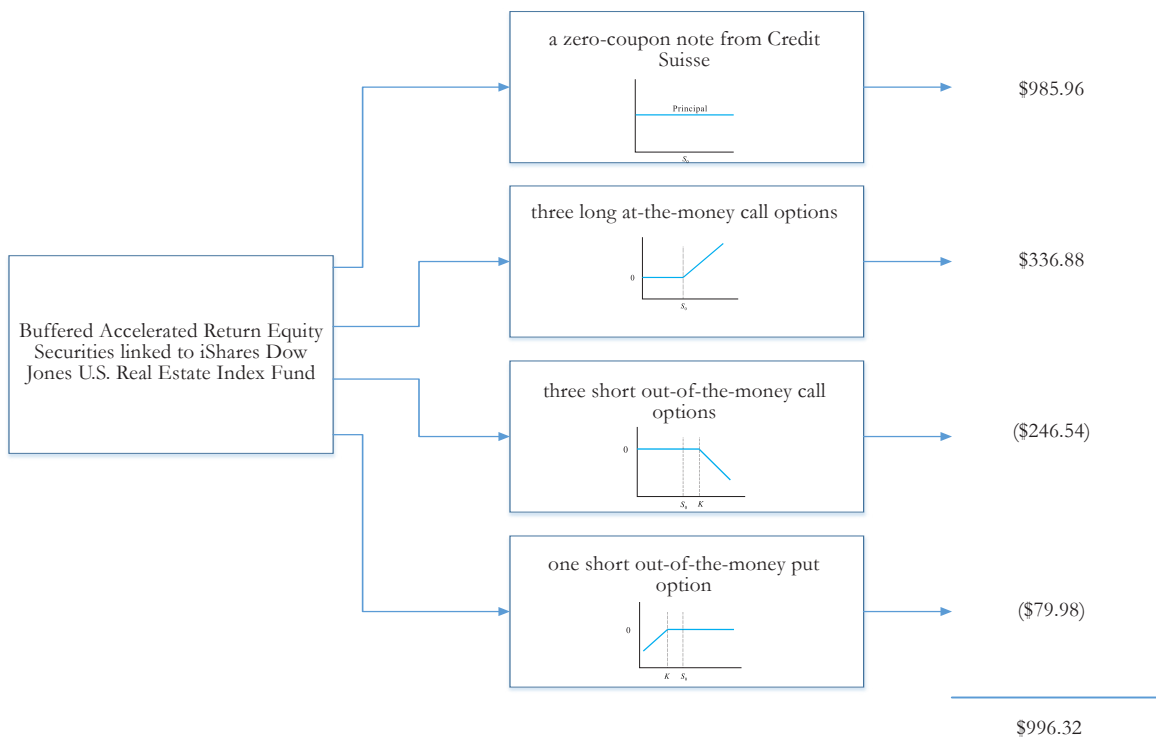 Buffered Accelerated Return Equity
Securities linked to iShares Dow
Jones U.S. Real Estate Index Fund
a zero-coupon note from Credit
Suisse
Principal
S₀
$985.96
three long at-the-money call options
0
S₀
$336.88
three short out-of-the-money call
options
0
S₀ K
($246.54)
one short out-of-the-money put
option
0
K S₀
($79.98)
$996.32